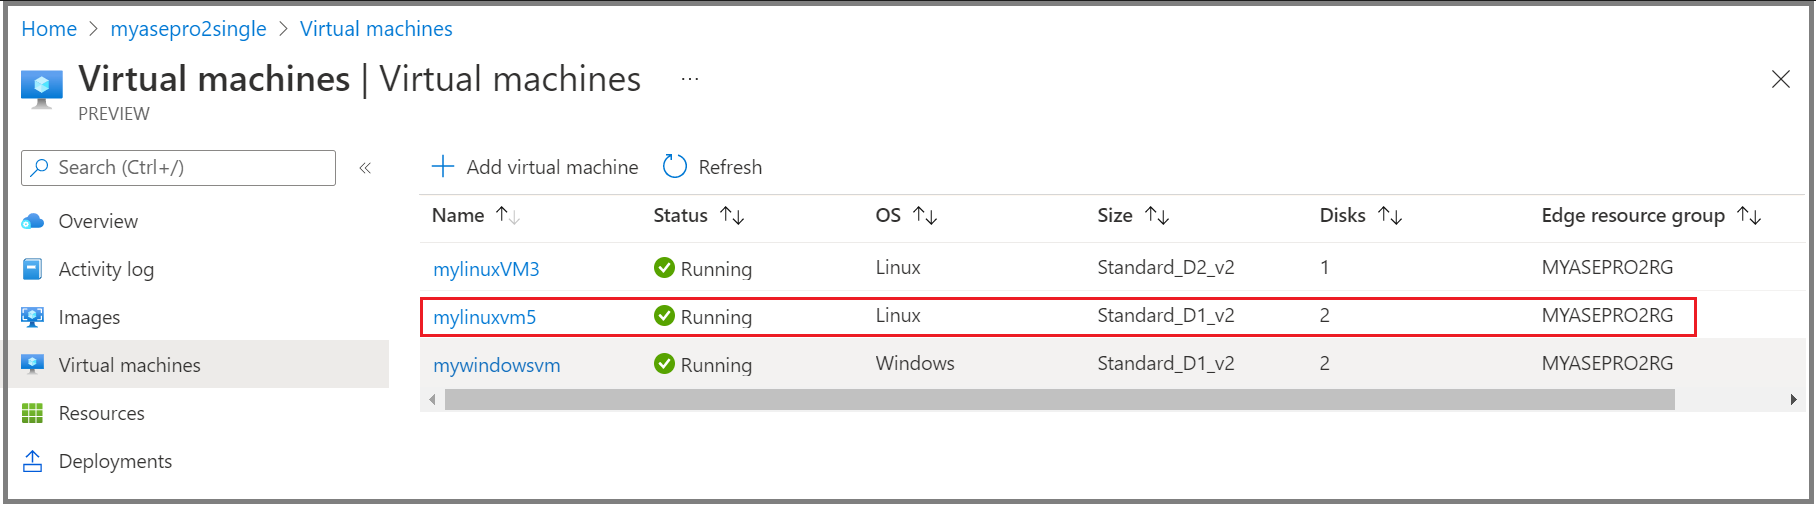 Home > myasepro2single > Virtual machines
Virtual machines | Virtual machines ...
PREVIEW
Search (Ctrl+/) «
Add virtual machine Refresh
Overview
Activity log
Images
Virtual machines
Resources
Deployments
Name Status OS Size Disks Edge resource group
mylinuxVM3 Running Linux Standard_D2_v2 1 MYASEPRO2RG
mylinuxvm5 Running Linux Standard_D1_v2 2 MYASEPRO2RG
mywindowsvm Running Windows Standard_D1_v2 2 MYASEPRO2RG